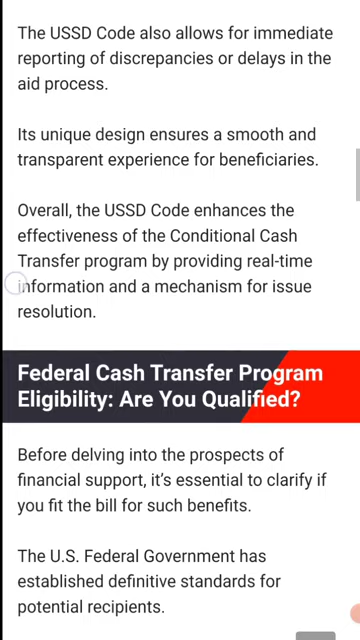 The USSD Code also allows for immediate
reporting of discrepancies or delays in the
aid process.
Its unique design ensures a smooth and
transparent experience for beneficiaries.
Overall, the USSD Code enhances the
effectiveness of the Conditional Cash
Transfer program by providing real-time
information and a mechanism for issue
resolution.
Federal Cash Transfer Program
Eligibility: Are You Qualified?
Before delving into the prospects of
financial support, it's essential to clarify if
you fit the bill for such benefits.
The U.S. Federal Government has
established definitive standards for
potential recipients.